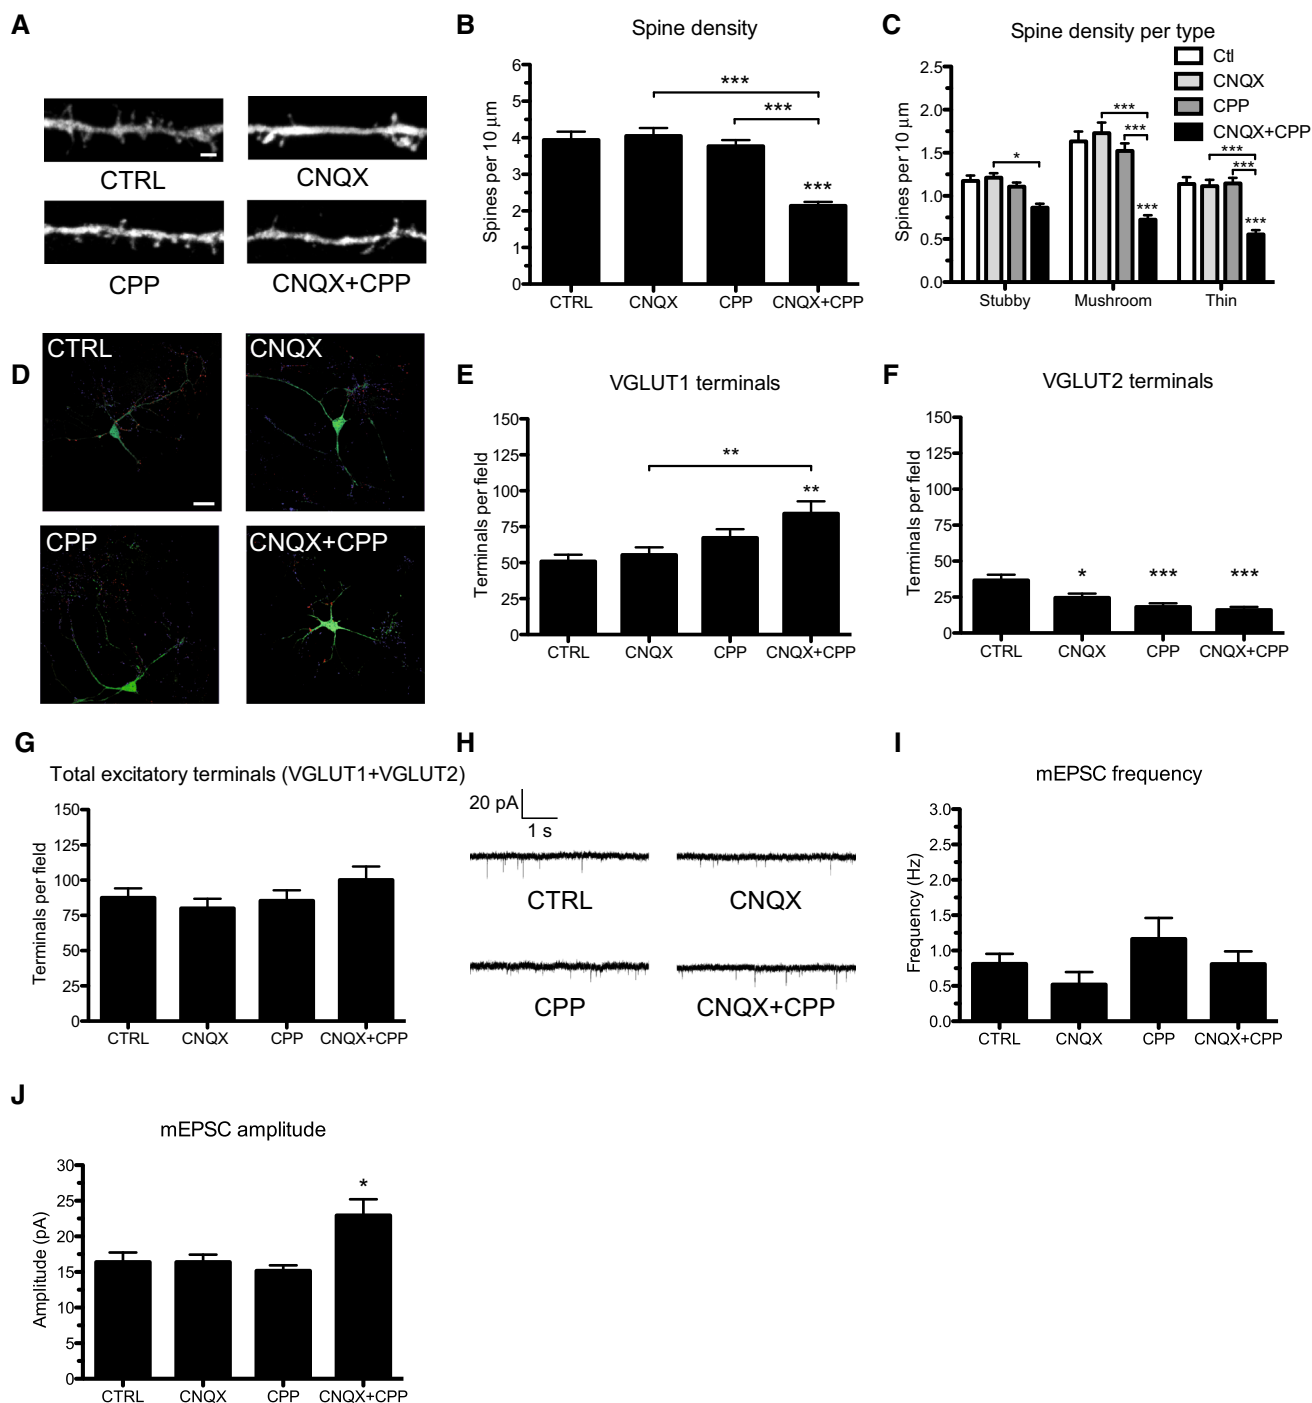 A
CTRL
CNQX
CPP
CNQX+CPP
B
Spine density
Spines per 10 µm
6
5
4
3
2
1
0
***
***
***
CTRL
CNQX
CPP
CNQX+CPP
C
Spine density per type
Ctl
CNQX
CPP
CNQX+CPP
Spines per 10 µm
2.5
2.0
1.5
1.0
0.5
0.0
*
***
***
***
***
***
***
Stubby
Mushroom
Thin
D
CTRL
CNQX
CPP
CNQX+CPP
E
VGLUT1 terminals
Terminals per field
150
125
100
75
50
25
0
**
**
CTRL
CNQX
CPP
CNQX+CPP
F
VGLUT2 terminals
Terminals per field
150
125
100
75
50
25
0
*
***
***
CTRL
CNQX
CPP
CNQX+CPP
G
Total excitatory terminals (VGLUT1+VGLUT2)
Terminals per field
150
125
100
75
50
25
0
CTRL
CNQX
CPP
CNQX+CPP
H
20 pA
1 s
CTRL
CNQX
CPP
CNQX+CPP
I
mEPSC frequency
Frequency (Hz)
3.0
2.5
2.0
1.5
1.0
0.5
0.0
CTRL
CNQX
CPP
CNQX+CPP
J
mEPSC amplitude
Amplitude (pA)
30
25
20
15
10
5
0
*
CTRL
CNQX
CPP
CNQX+CPP